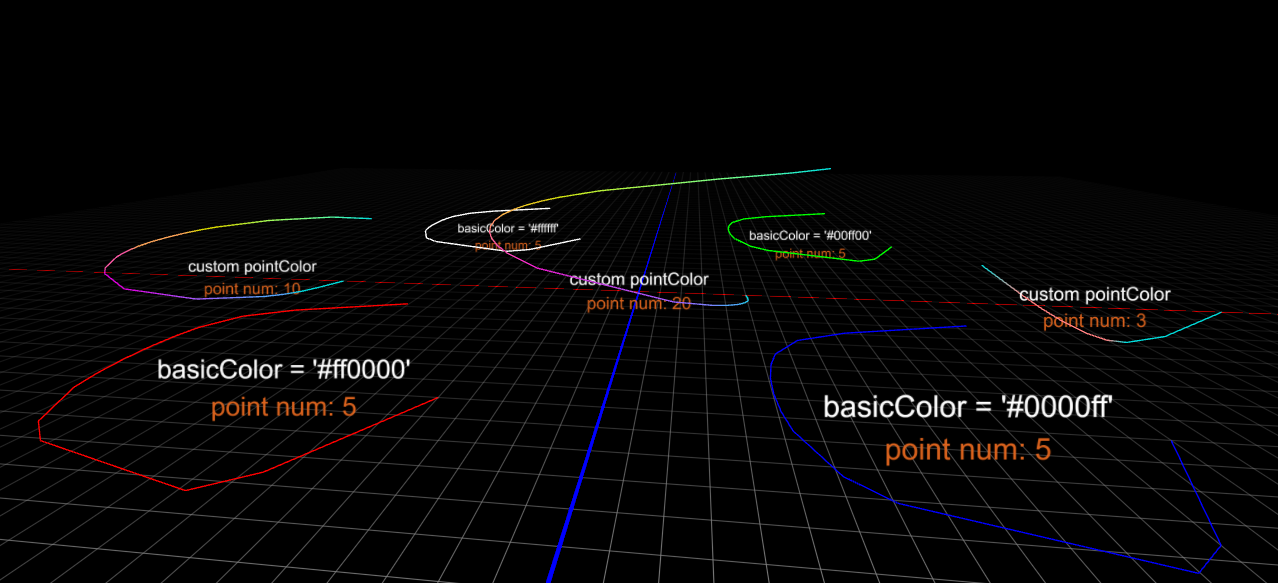 basicColor = '#ffffff'
point num: 5
basicColor = '#00ff00'
point num: 5
custom pointColor
point num: 10
custom pointColor
point num: 20
custom pointColor
point num: 3
basicColor = '#ff0000'
point num: 5
basicColor = '#0000ff'
point num: 5